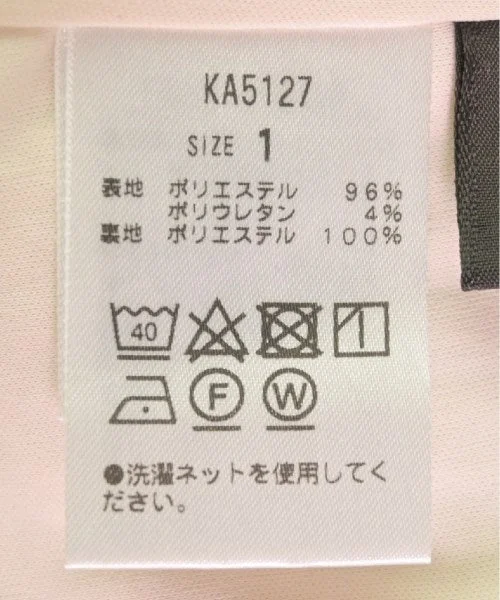 KA5127
SIZE 1
表地 ポリエステル 96%
ポリウレタン 4%
裏地 ポリエステル 100%
40
F W
●洗濯ネットを使用してく
ださい。